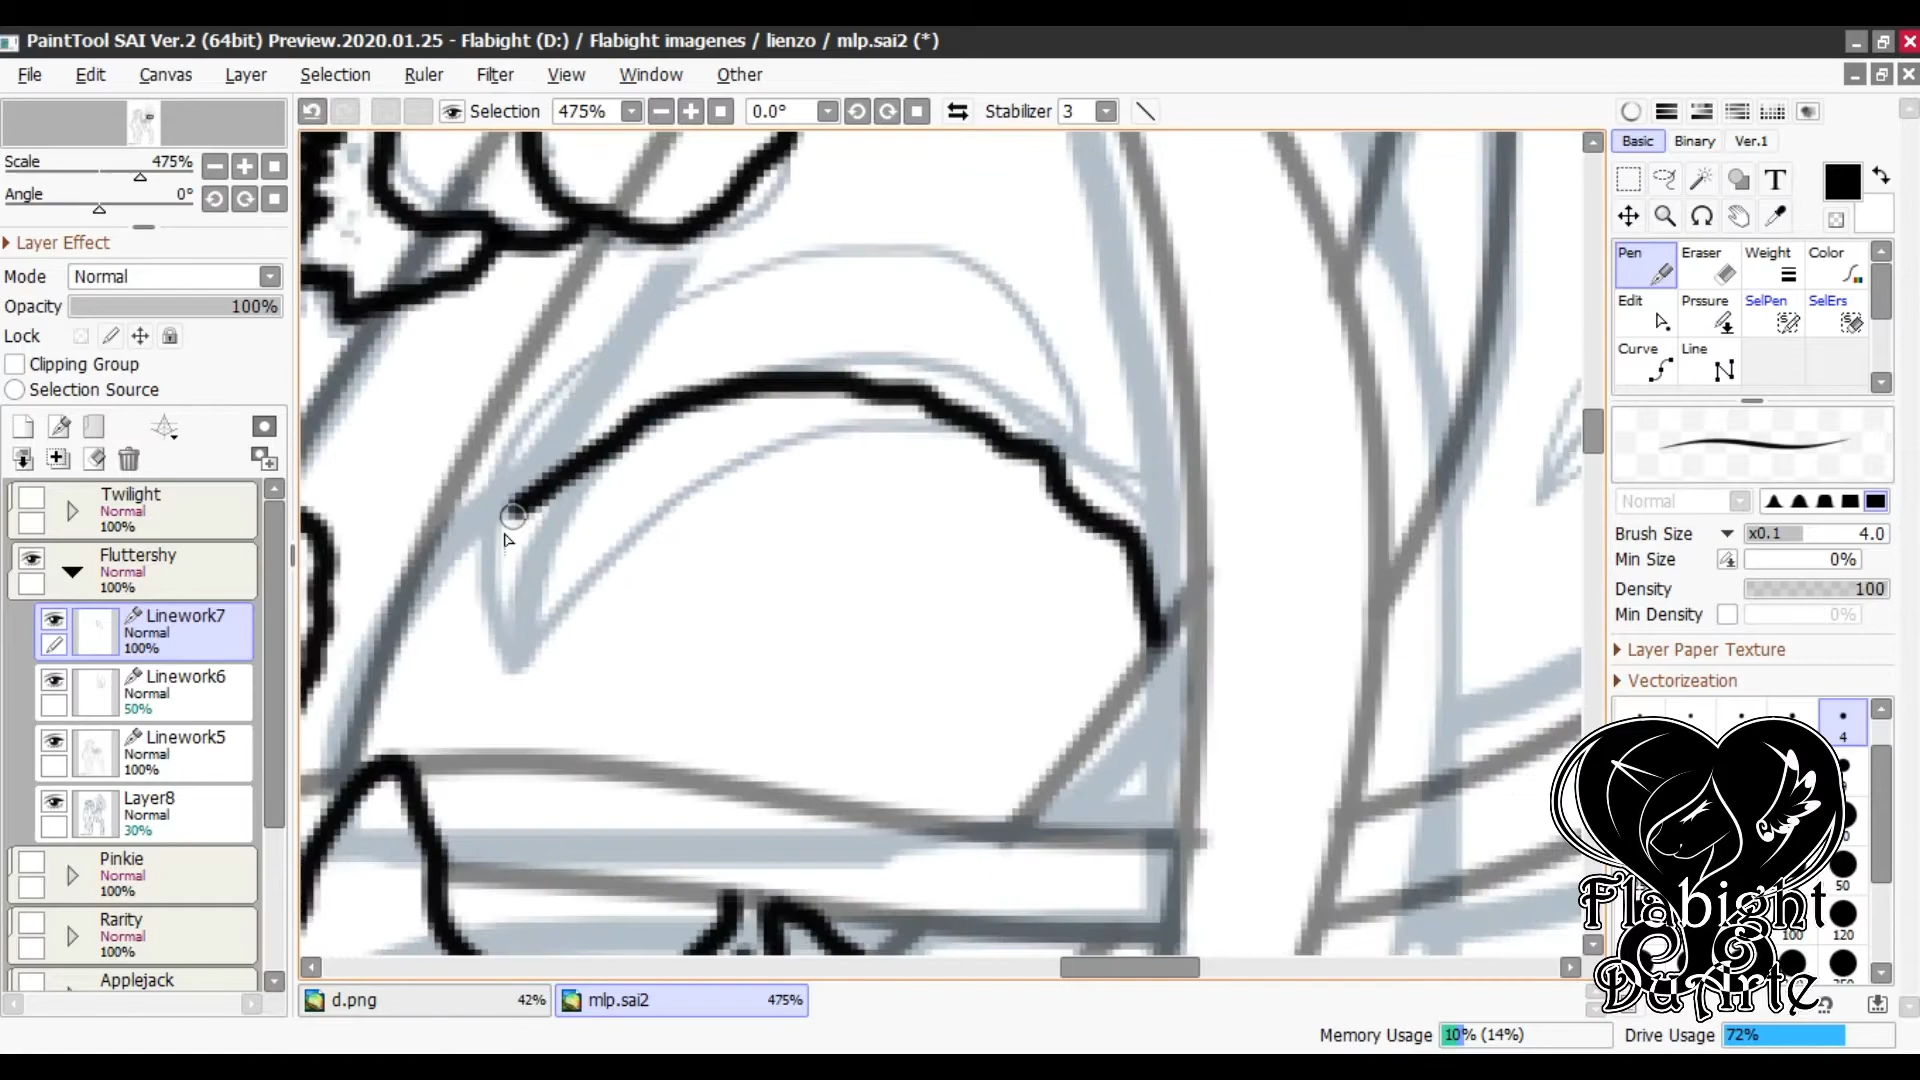 PaintTool SAI Ver.2 (64bit) Preview.2020.01.25 - Flabight (D:) / Flabight imagenes / lienzo / mlp.sai2 (*)
File Edit Canvas Layer Selection Ruler Filter View Window Other
Selection 475% 0.0° Stabilizer 3
Scale 475%
Angle 0°
Layer Effect
Mode Normal
Opacity 100%
Lock
Clipping Group
Selection Source
Twilight
Normal
100%
Fluttershy
Normal
100%
Linework7
Normal
100%
Linework6
Normal
50%
Linework5
Normal
100%
Layer8
Normal
30%
Pinkie
Normal
100%
Rarity
Normal
100%
Applejack
d.png 42% mlp.sai2 475%
Basic Binary Ver.1
T
Pen Eraser Weight Color
Edit Prssure SelPen SelErs
Curve Line
Normal
Brush Size x0.1 4.0
Min Size 0%
Density 100
Min Density 0%
Layer Paper Texture
Vectorizeation
4
50
100 120
Flabight
DuArte
Memory Usage 10% (14%) Drive Usage 72%